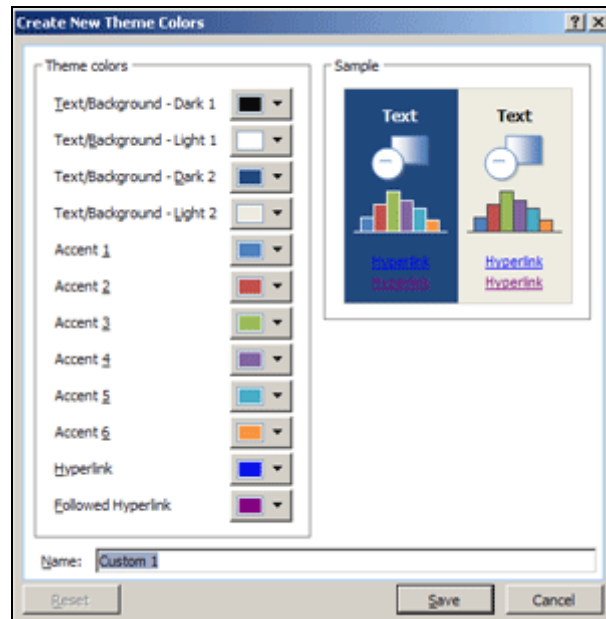 Create New Theme Colors
Theme colors
Text/Background - Dark 1
Text/Background - Light 1
Text/Background - Dark 2
Text/Background - Light 2
Accent 1
Accent 2
Accent 3
Accent 4
Accent 5
Accent 6
Hyperlink
Followed Hyperlink
Sample
Text Text
Hyperlink Hyperlink
Hyperlink Hyperlink
Name: Custom 1
Reset Save Cancel